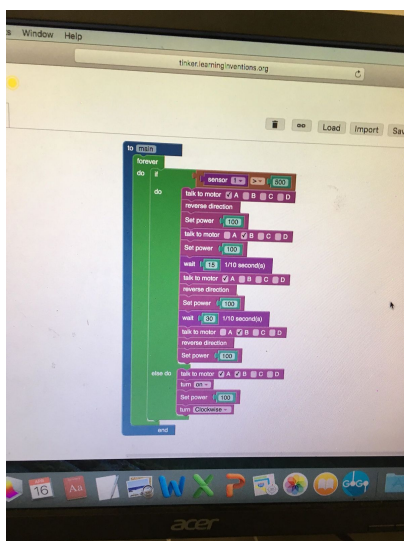 s Window Help
tinker.learninginventions.org
Load Import Sav
to main
forever
do if sensor 1 > 500
do talk to motor A B C D
reverse direction
Set power 100
talk to motor A B C D
Set power 100
wait 15 1/10 second(s)
talk to motor A B C D
reverse direction
Set power 100
wait 30 1/10 second(s)
talk to motor A B C D
reverse direction
Set power 100
else do talk to motor A B C D
turn on
Set power 100
turn Clockwise
end
16 Aa W X P GoGo
acer